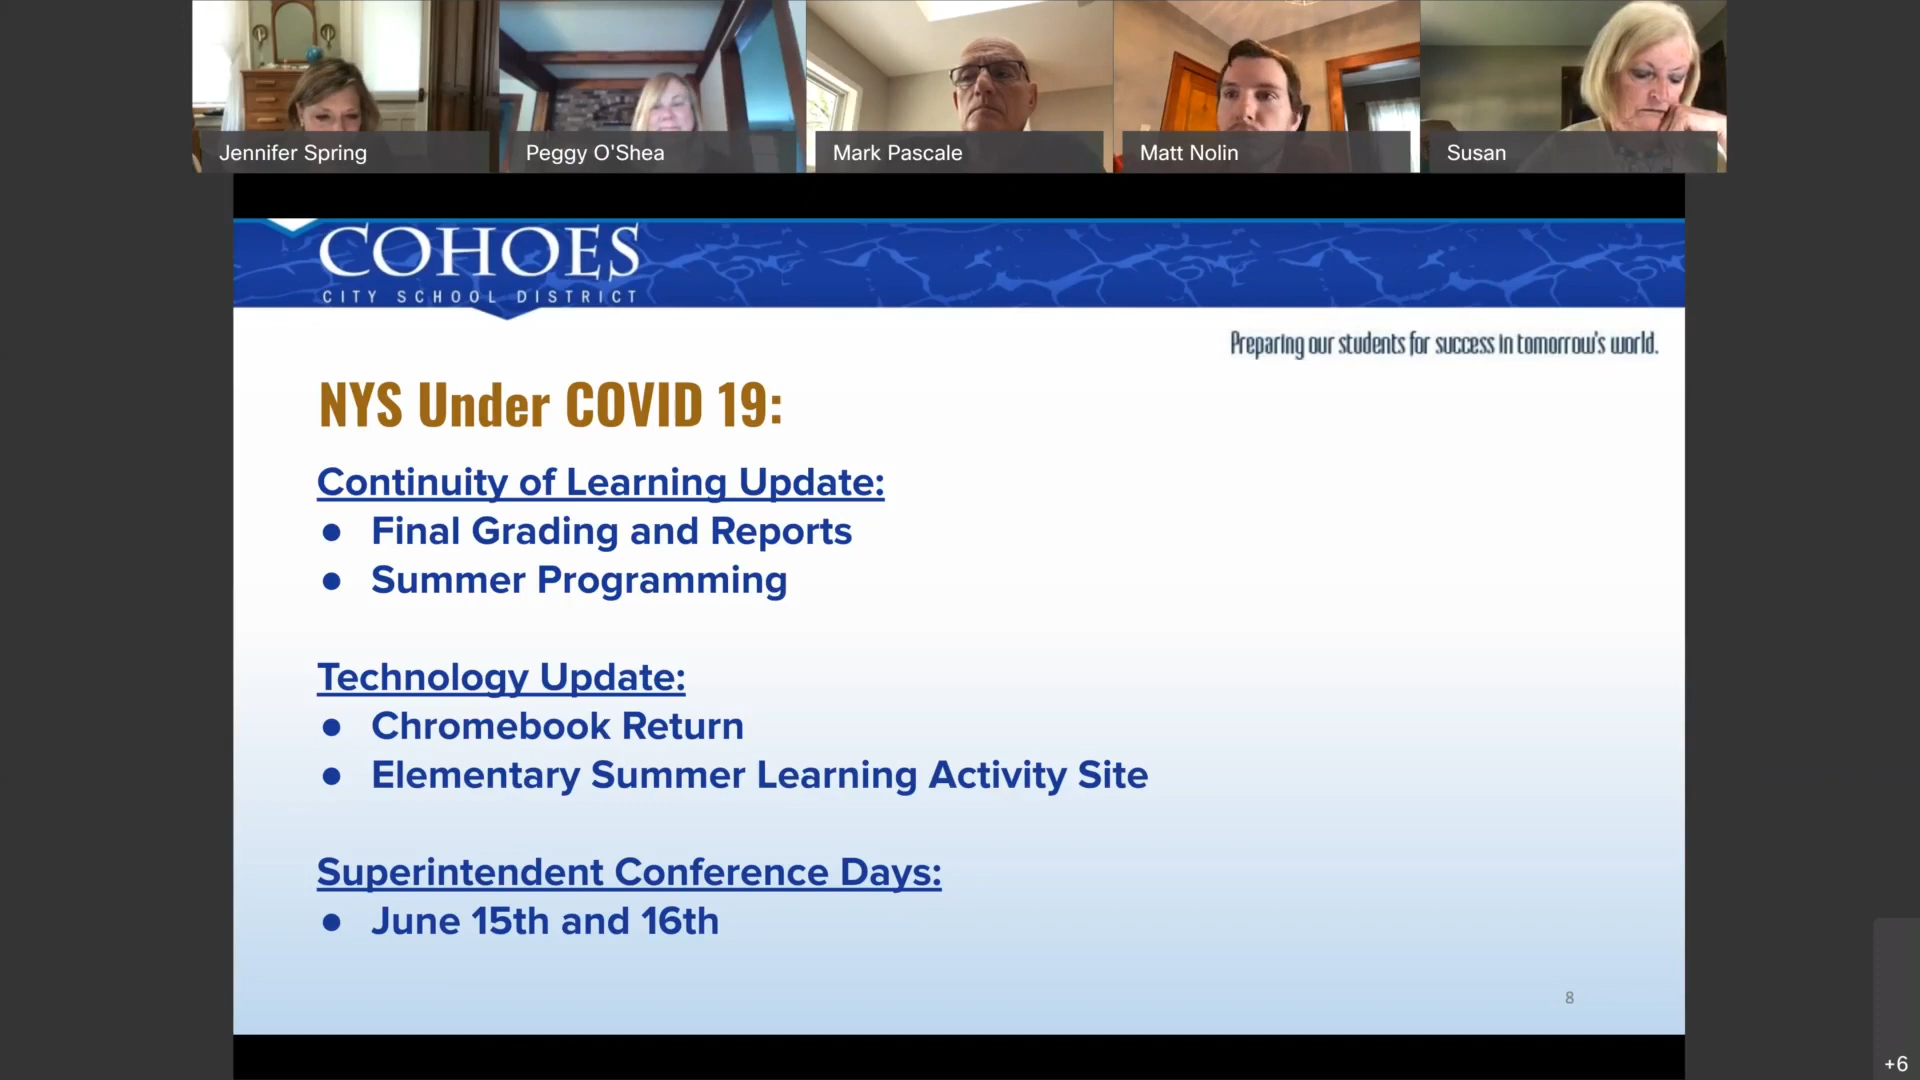 Jennifer Spring
Peggy O'Shea
Mark Pascale
Matt Nolin
Susan
COHOES
CITY SCHOOL DISTRICT
Preparing our students for success in tomorrow's world.
NYS Under COVID 19:
Continuity of Learning Update:
● Final Grading and Reports
● Summer Programming
Technology Update:
● Chromebook Return
● Elementary Summer Learning Activity Site
Superintendent Conference Days:
● June 15th and 16th
8
+6